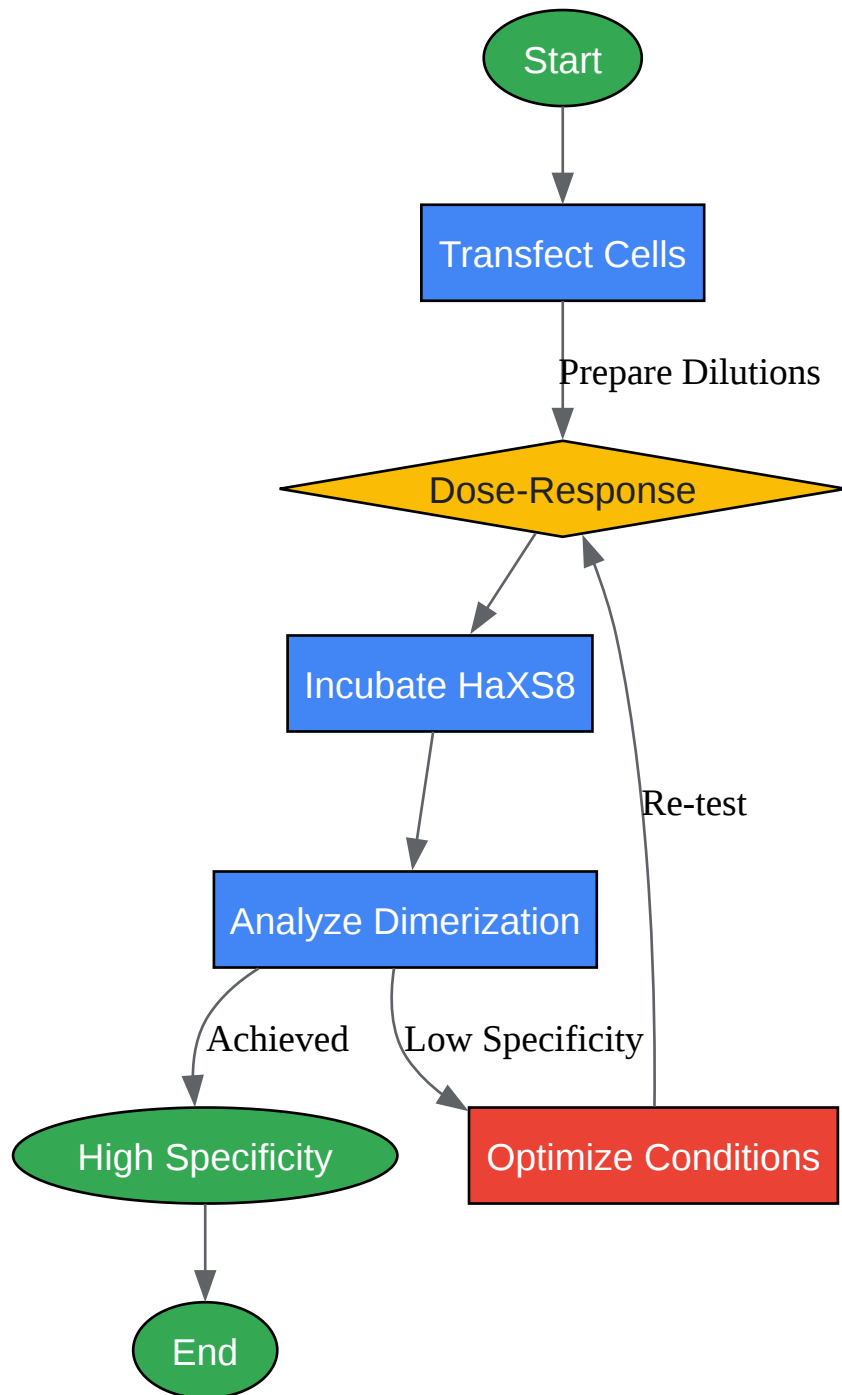 Start
Transfect Cells
Prepare Dilutions
Dose-Response
Incubate HaXS8
Re-test
Analyze Dimerization
Achieved
Low Specificity
High Specificity
Optimize Conditions
End